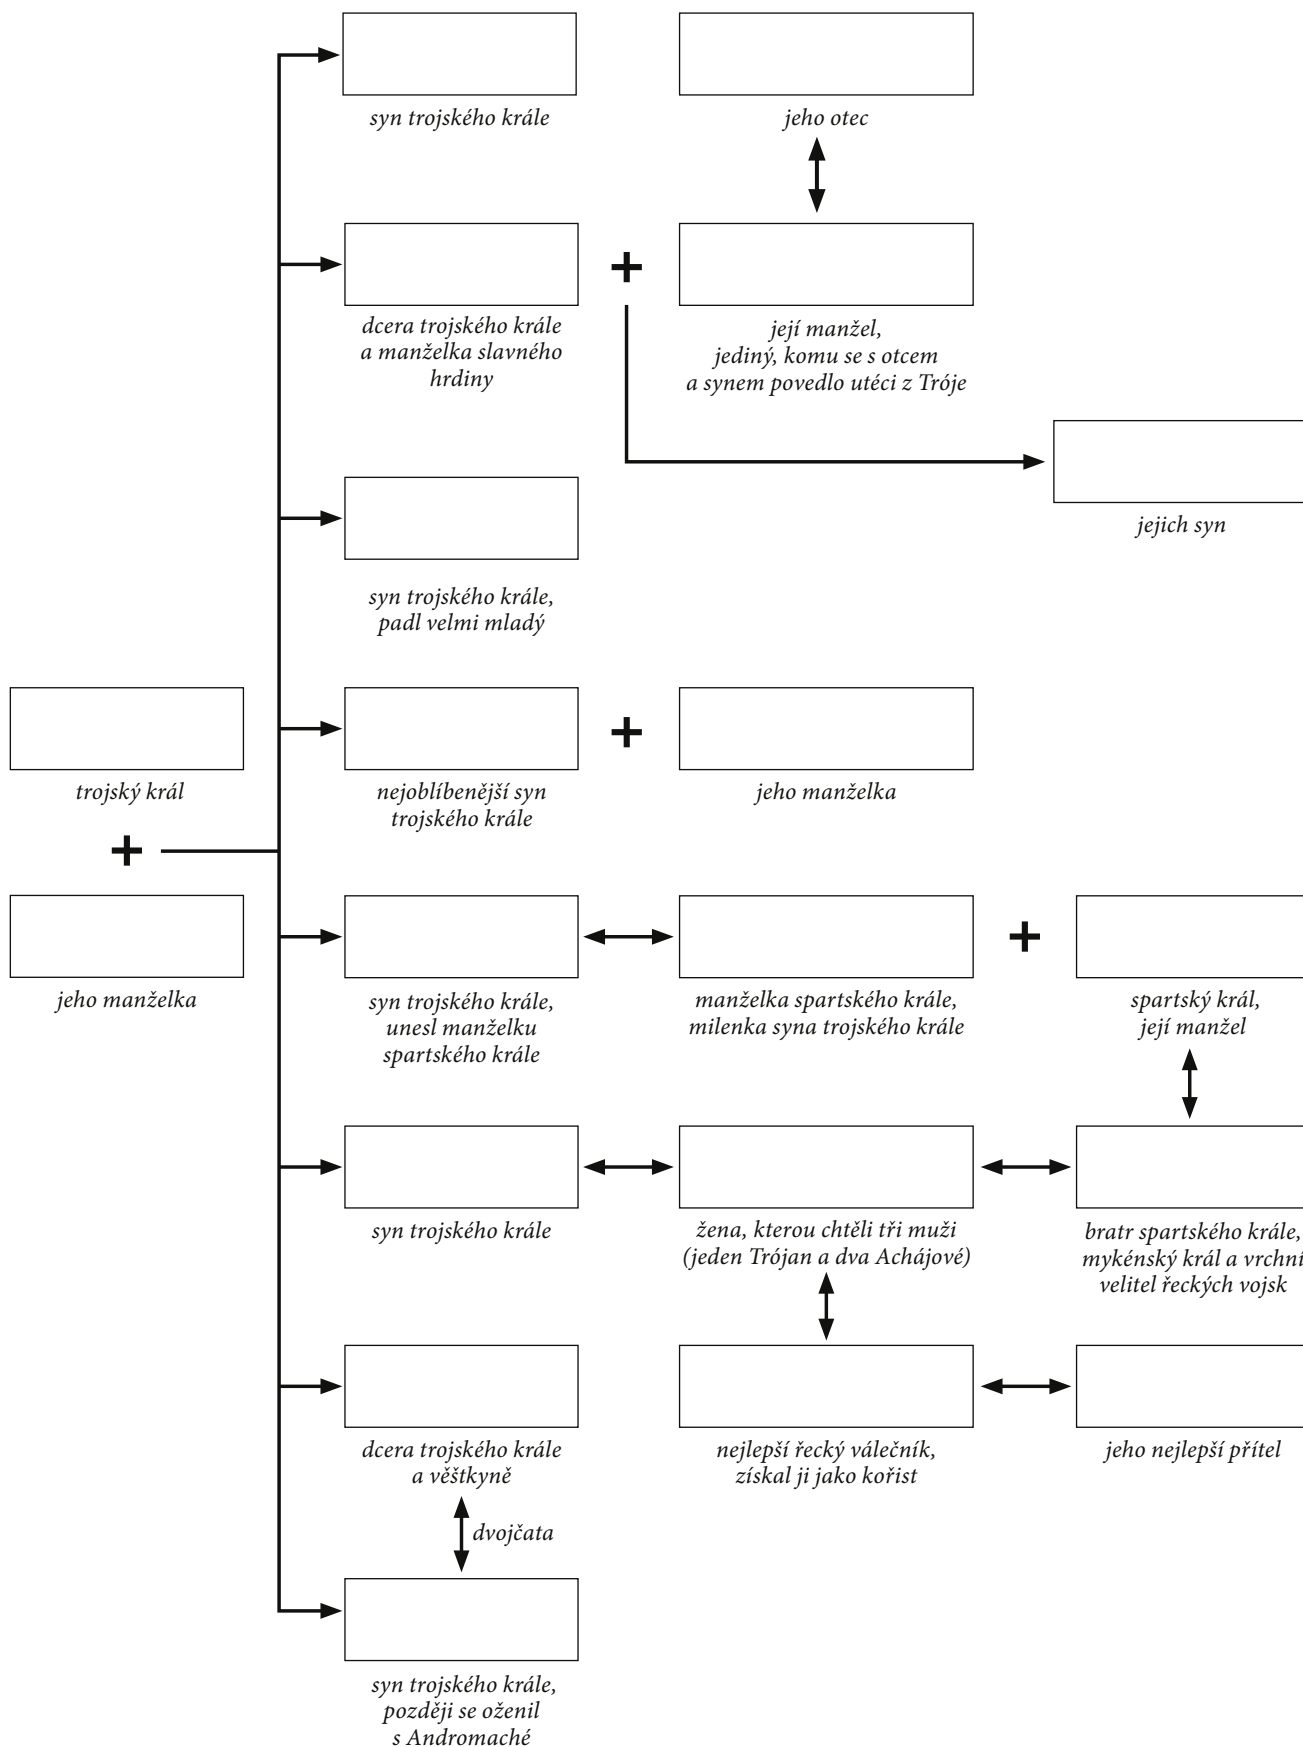 syn trojského krále
jeho otec
dcera trojského krále
a manželka slavného
hrdiny
její manžel,
jediný, komu se s otcem
a synem povedlo utéci z Tróje
jejich syn
syn trojského krále,
padl velmi mladý
trojský král
nejoblíbenější syn
trojského krále
jeho manželka
jeho manželka
syn trojského krále,
unesl manželku
spartského krále
manželka spartského krále,
milenka syna trojského krále
spartský král,
její manžel
syn trojského krále
žena, kterou chtěli tři muži
(jeden Trójan a dva Achájové)
bratr spartského krále,
mykénský král a vrchní
velitel řeckých vojsk
dcera trojského krále
a věštkyně
nejlepší řecký válečník,
získal ji jako kořist
jeho nejlepší přítel
dvojčata
syn trojského krále,
později se oženil
s Andromaché